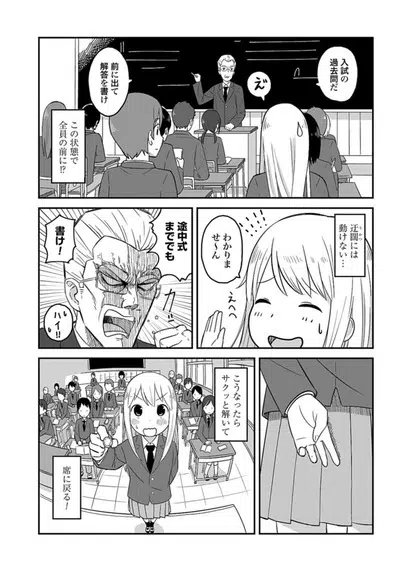 入試の
過去問だ
え゛
前に出て
解答を書け
この状態で
全員の前に!?
迂闊には
動けない…
わかりま
せ〜ん
えへへ
途中式
まででも
書け!
ハイ!!
こうなったら
サクッと解いて
席に戻る!